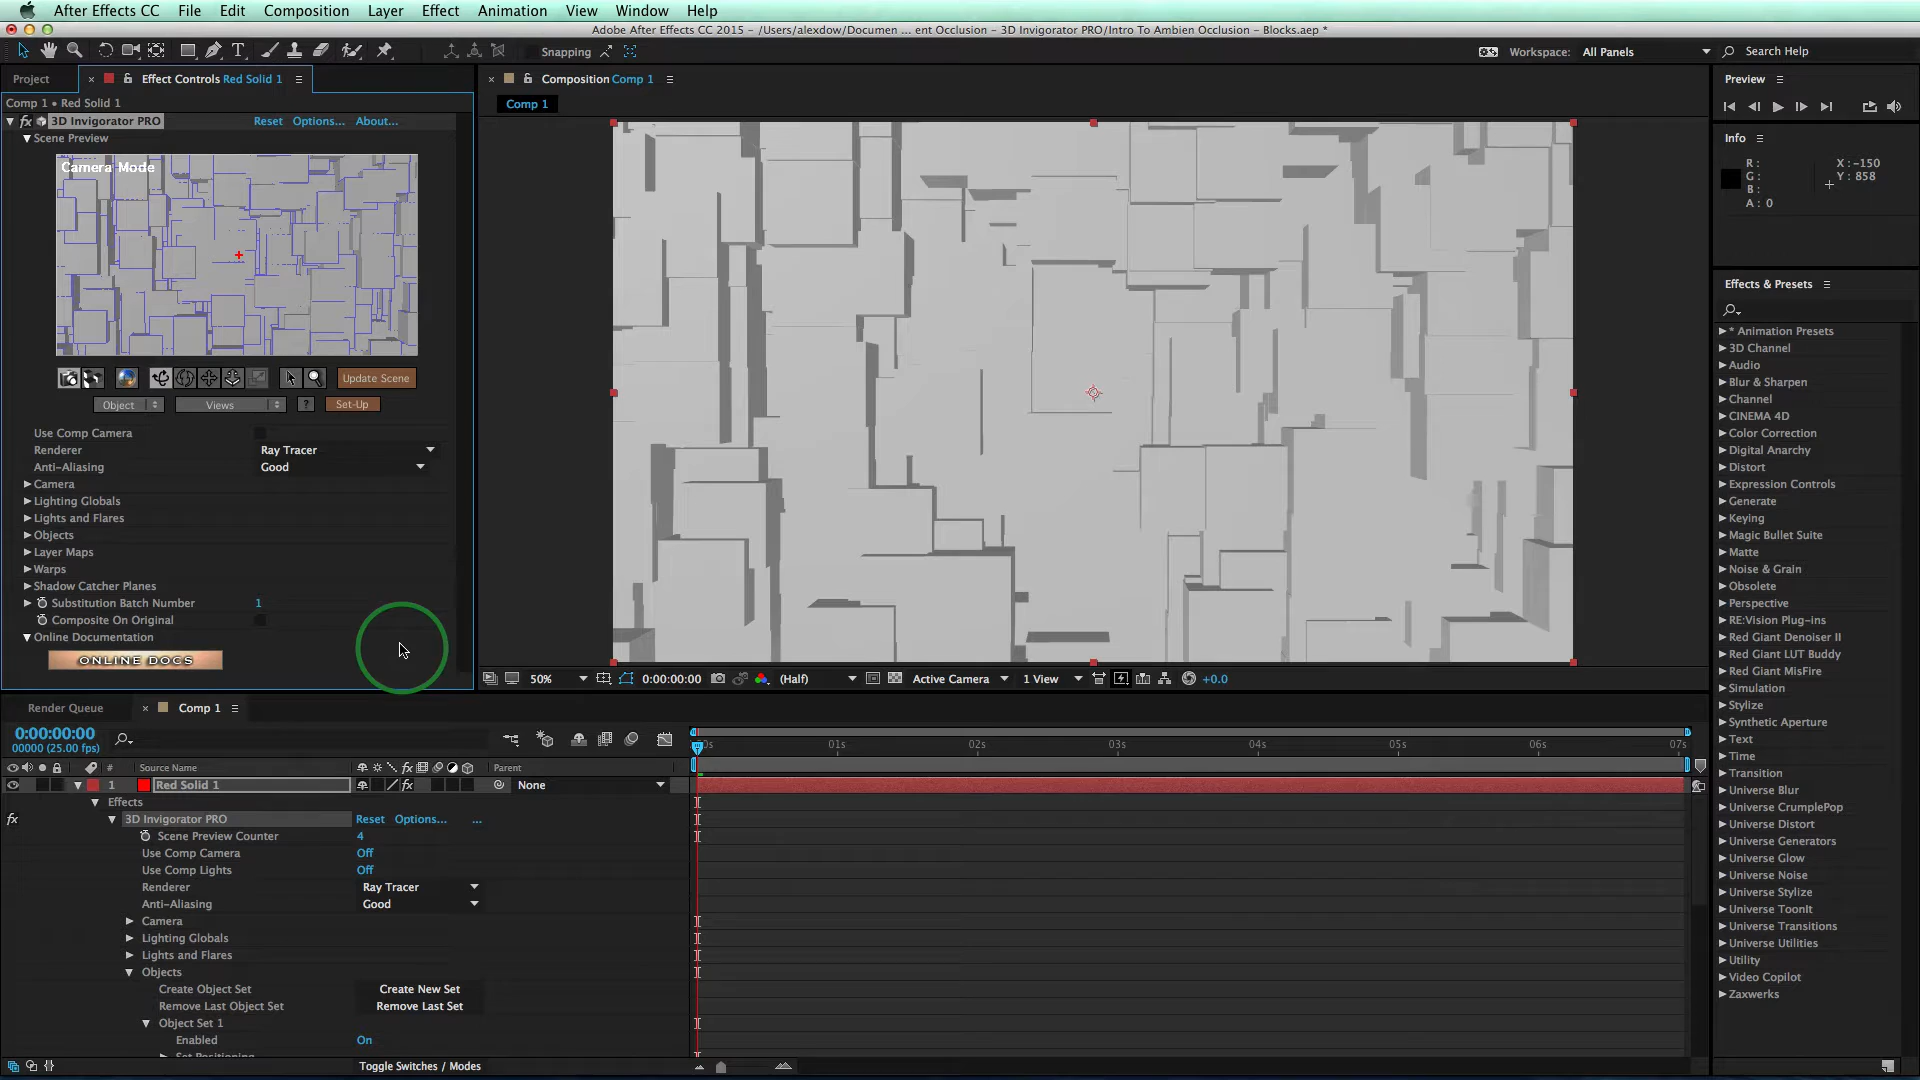 After Effects CC File Edit Composition Layer Effect Animation View Window Help
Adobe After Effects CC 2015 - /Users/alexdow/Documen ... ent Occlusion - 3D Invigorator PRO/Intro To Ambien Occlusion - Blocks.aep *
Snapping
Workspace: All Panels
Search Help
Project
Effect Controls Red Solid 1
Comp 1 • Red Solid 1
3D Invigorator PRO Reset Options... About...
Scene Preview
Camera Mode
Update Scene
Object Views ? Set-Up
Use Comp Camera
Renderer Ray Tracer
Anti-Aliasing Good
Camera
Lighting Globals
Lights and Flares
Objects
Layer Maps
Warps
Shadow Catcher Planes
Substitution Batch Number 1
Composite On Original
Online Documentation
ONLINE DOCS
Composition Comp 1
Comp 1
50% 0:00:00:00 (Half) Active Camera 1 View +0.0
Preview
Info
R: X: -150
G: Y: 858
B:
A: 0
Effects & Presets
* Animation Presets
3D Channel
Audio
Blur & Sharpen
Channel
CINEMA 4D
Color Correction
Digital Anarchy
Distort
Expression Controls
Generate
Keying
Magic Bullet Suite
Matte
Noise & Grain
Obsolete
Perspective
RE:Vision Plug-ins
Red Giant Denoiser II
Red Giant LUT Buddy
Red Giant MisFire
Simulation
Stylize
Synthetic Aperture
Text
Time
Transition
Universe Blur
Universe CrumplePop
Universe Distort
Universe Generators
Universe Glow
Universe Noise
Universe Stylize
Universe ToonIt
Universe Transitions
Universe Utilities
Utility
Video Copilot
Zaxwerks
Render Queue Comp 1
0:00:00:00
00000 (25.00 fps)
# Source Name Parent
01s 02s 03s 04s 05s 06s 07s
1 Red Solid 1 None
Effects
3D Invigorator PRO Reset Options... ...
Scene Preview Counter 4
Use Comp Camera Off
Use Comp Lights Off
Renderer Ray Tracer
Anti-Aliasing Good
Camera
Lighting Globals
Lights and Flares
Objects
Create Object Set Create New Set
Remove Last Object Set Remove Last Set
Object Set 1
Enabled On
Set Positioning
Toggle Switches / Modes